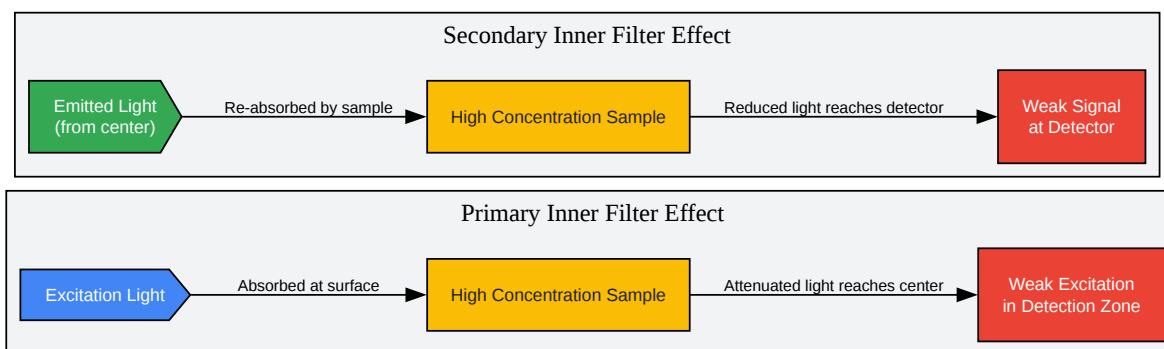 Secondary Inner Filter Effect
Emitted Light
(from center)
Re-absorbed by sample
High Concentration Sample
Reduced light reaches detector
Weak Signal
at Detector
Primary Inner Filter Effect
Excitation Light
Absorbed at surface
High Concentration Sample
Attenuated light reaches center
Weak Excitation
in Detection Zone